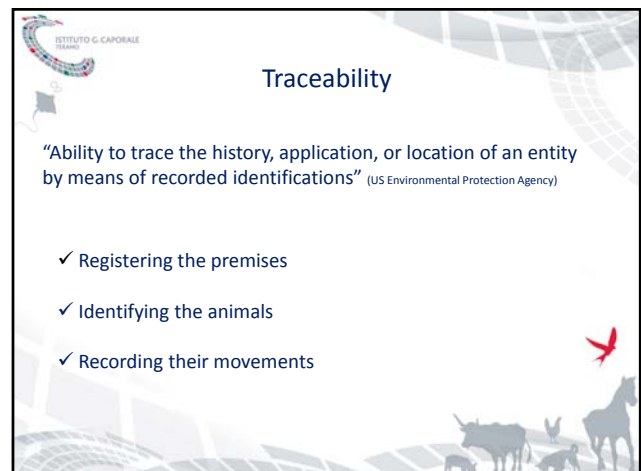 ISTITUTO G. CAPORALE
TERAMO
Traceability
“Ability to trace the history, application, or location of an entity
by means of recorded identifications” (US Environmental Protection Agency)
✓ Registering the premises
✓ Identifying the animals
✓ Recording their movements